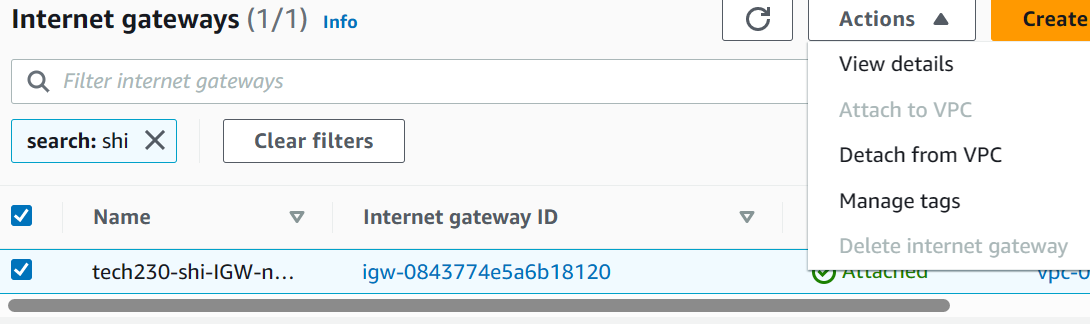 Internet gateways (1/1) Info
Actions
Create
Filter internet gateways
View details
Attach to VPC
Detach from VPC
Manage tags
Delete internet gateway
search: shi
Clear filters
Name
Internet gateway ID
tech230-shi-IGW-n...
igw-0843774e5a6b18120
Attached
vpc-0